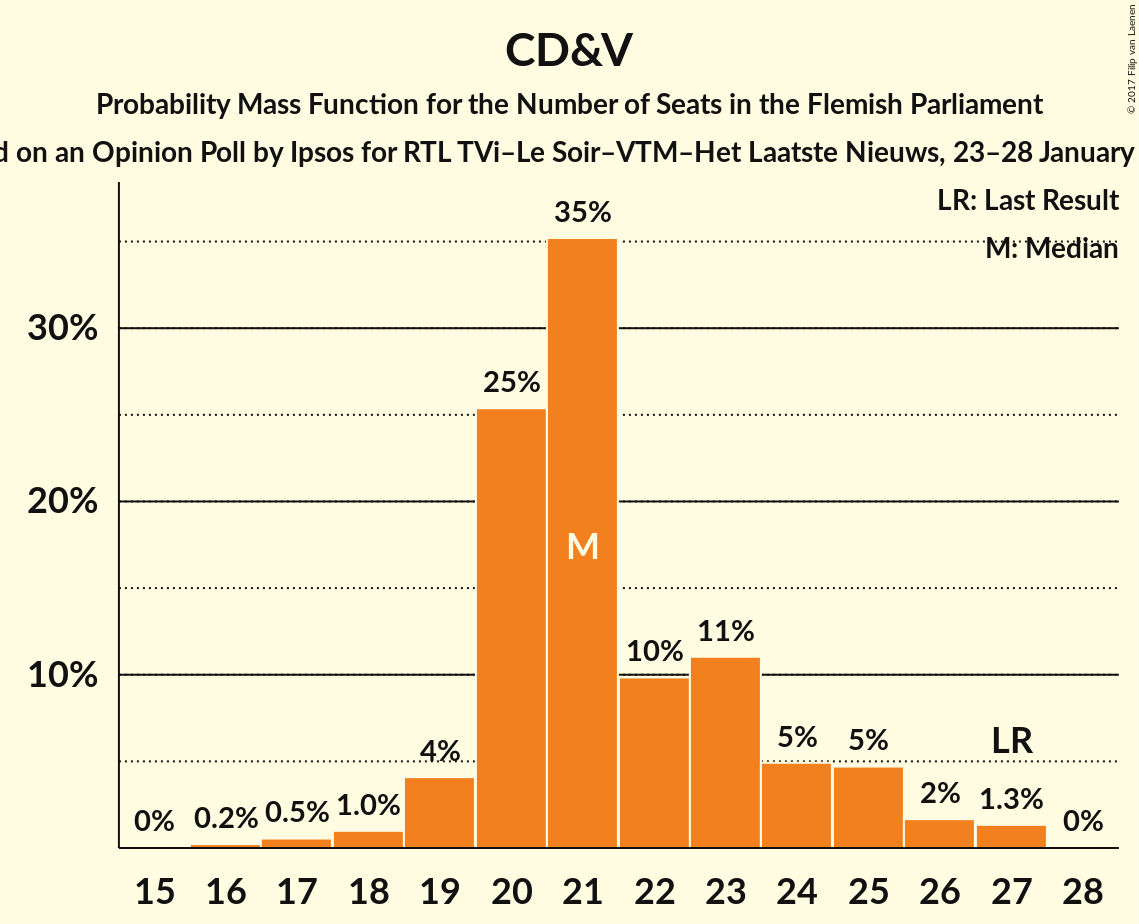 CD&V
Probability Mass Function for the Number of Seats in the Flemish Parliament
on an Opinion Poll by Ipsos for RTL TVi–Le Soir–VTM–Het Laatste Nieuws, 23–28 January
© 2017 Filip van Laenen
LR: Last Result
M: Median
35%
30%
25%
20%
M
11%
10%
10%
LR
5%
5%
4%
2%
1.3%
1.0%
0.5%
0.2%
0%
0%
15 16 17 18 19 20 21 22 23 24 25 26 27 28